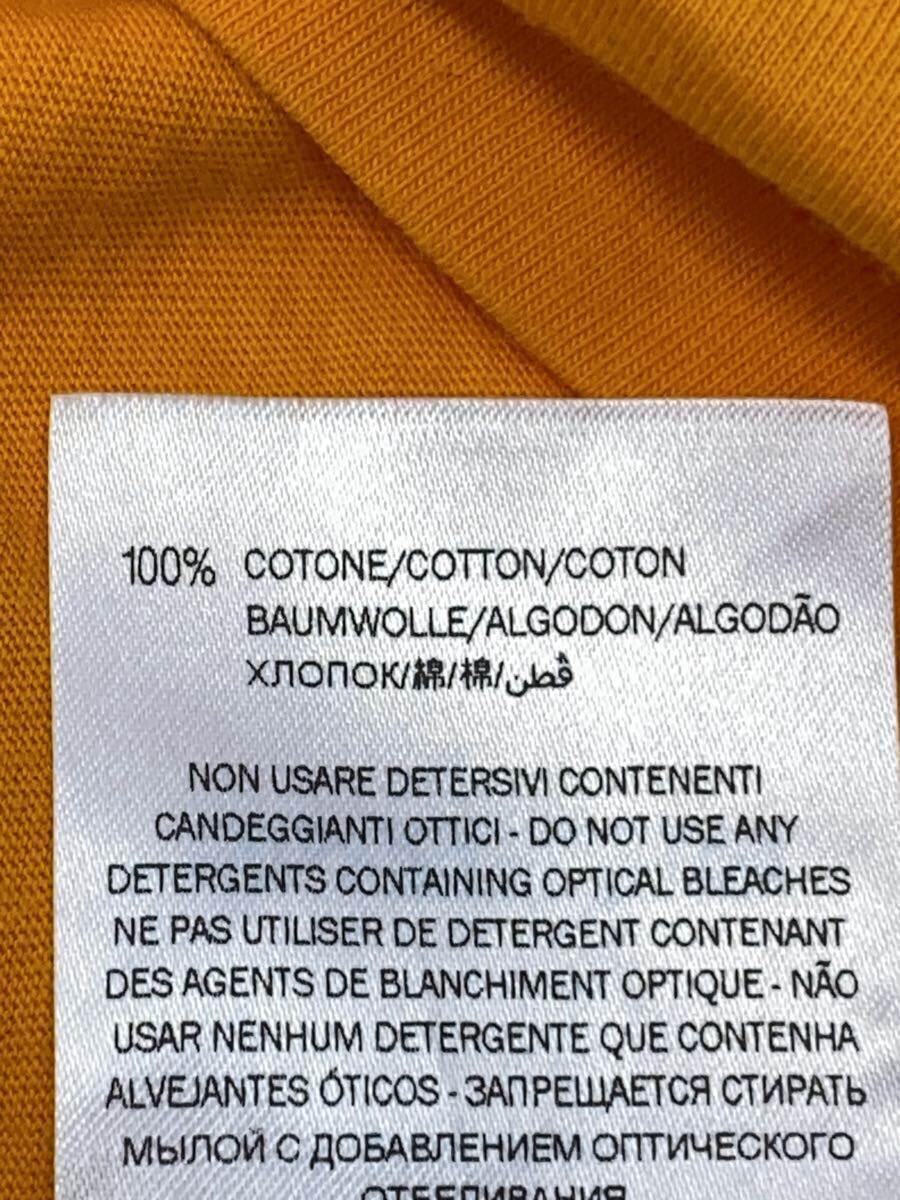 100% COTONE/COTTON/COTON
BAUMWOLLE/ALGODON/ALGODÃO
ХЛОПОК/綿/棉/قطن
NON USARE DETERSIVI CONTENENTI
CANDEGGIANTI OTTICI - DO NOT USE ANY
DETERGENTS CONTAINING OPTICAL BLEACHES
NE PAS UTILISER DE DETERGENT CONTENANT
DES AGENTS DE BLANCHIMENT OPTIQUE - NÃO
USAR NENHUM DETERGENTE QUE CONTENHA
ALVEJANTES ÓTICOS - ЗАПРЕЩАЕТСЯ СТИРАТЬ
МЫЛОЙ С ДОБАВЛЕНИЕМ ОПТИЧЕСКОГО
ОТБЕЛИВАНИЯ